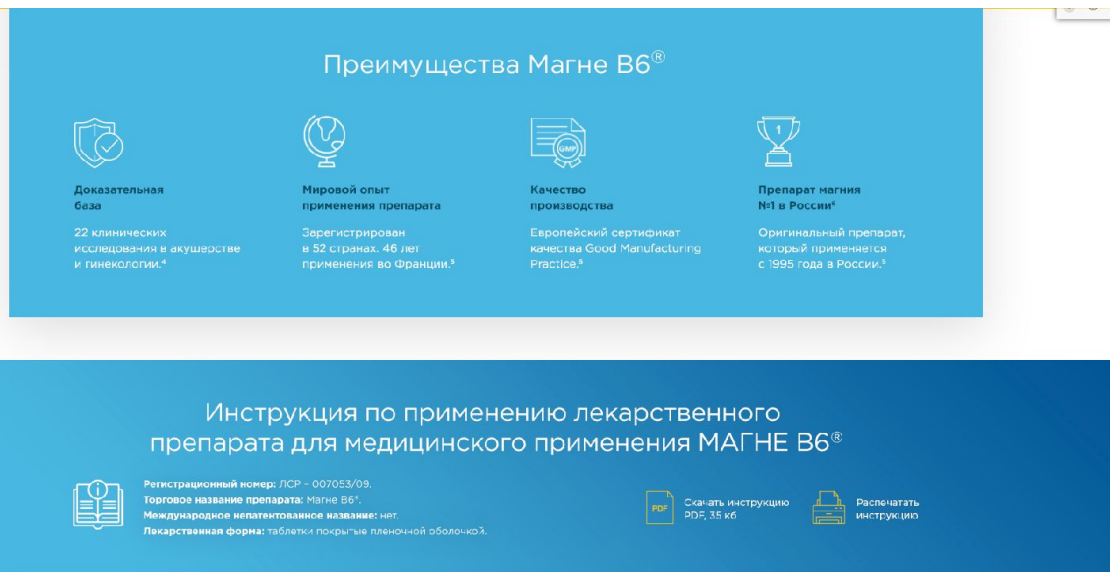 Преимущества Магне В6®
1
GMP
Доказательная
база
22 клинических
исследования в акушерстве
и гинекологии.⁴
Мировой опыт
применения препарата
Зарегистрирован
в 52 странах. 46 лет
применения во Франции.⁵
Качество
производства
Европейский сертификат
качества Good Manufacturing
Practice.⁵
Препарат магния
№1 в России⁶
Оригинальный препарат,
который применяется
с 1995 года в России.⁵
Инструкция по применению лекарственного
препарата для медицинского применения МАГНЕ В6®
Регистрационный номер: ЛСР – 007053/09.
Торговое название препарата: Магне В6®.
Международное непатентованное название: нет.
Лекарственная форма: таблетки покрытые пленочной оболочкой.
PDF
Скачать инструкцию
PDF, 35 кб
Распечатать
инструкцию